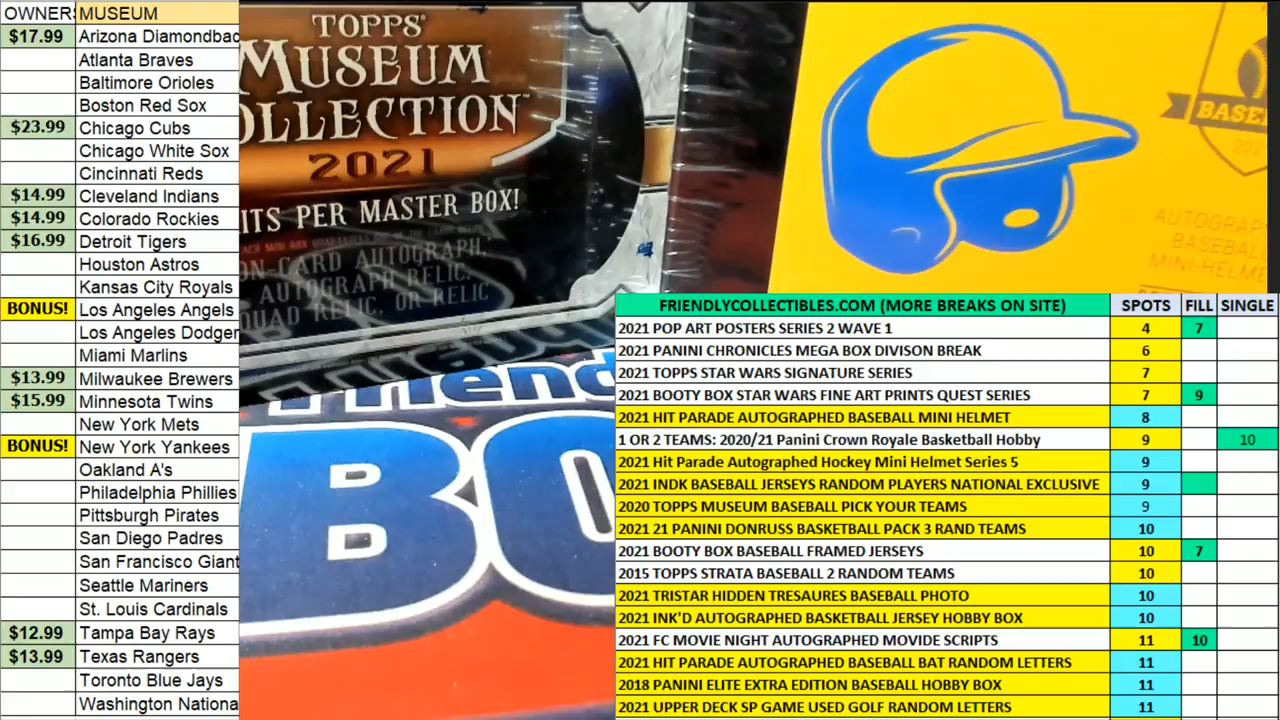 OWNER MUSEUM
$17.99 Arizona Diamondbac
Atlanta Braves
Baltimore Orioles
Boston Red Sox
$23.99 Chicago Cubs
Chicago White Sox
Cincinnati Reds
$14.99 Cleveland Indians
$14.99 Colorado Rockies
$16.99 Detroit Tigers
Houston Astros
Kansas City Royals
BONUS! Los Angeles Angels
Los Angeles Dodger
Miami Marlins
$13.99 Milwaukee Brewers
$15.99 Minnesota Twins
New York Mets
BONUS! New York Yankees
Oakland A's
Philadelphia Phillies
Pittsburgh Pirates
San Diego Padres
San Francisco Giant
Seattle Mariners
St. Louis Cardinals
$12.99 Tampa Bay Rays
$13.99 Texas Rangers
Toronto Blue Jays
Washington Nationa
TOPPS
MUSEUM
OLLECTION™
2021
ITS PER MASTER BOX!
ON-CARD AUTOGRAPH,
AUTOGRAPH RELIC,
QUAD RELIC, OR RELIC
Friend
BO
BASE
AUTOGRAP
BASEBAL
MINI-HELME
FRIENDLYCOLLECTIBLES.COM (MORE BREAKS ON SITE) SPOTS FILL SINGLE
2021 POP ART POSTERS SERIES 2 WAVE 1 4 7
2021 PANINI CHRONICLES MEGA BOX DIVISON BREAK 6
2021 TOPPS STAR WARS SIGNATURE SERIES 7
2021 BOOTY BOX STAR WARS FINE ART PRINTS QUEST SERIES 7 9
2021 HIT PARADE AUTOGRAPHED BASEBALL MINI HELMET 8
1 OR 2 TEAMS: 2020/21 Panini Crown Royale Basketball Hobby 9 10
2021 Hit Parade Autographed Hockey Mini Helmet Series 5 9
2021 INDK BASEBALL JERSEYS RANDOM PLAYERS NATIONAL EXCLUSIVE 9
2020 TOPPS MUSEUM BASEBALL PICK YOUR TEAMS 9
2021 21 PANINI DONRUSS BASKETBALL PACK 3 RAND TEAMS 10
2021 BOOTY BOX BASEBALL FRAMED JERSEYS 10 7
2015 TOPPS STRATA BASEBALL 2 RANDOM TEAMS 10
2021 TRISTAR HIDDEN TRESAURES BASEBALL PHOTO 10
2021 INK'D AUTOGRAPHED BASKETBALL JERSEY HOBBY BOX 10
2021 FC MOVIE NIGHT AUTOGRAPHED MOVIDE SCRIPTS 11 10
2021 HIT PARADE AUTOGRAPHED BASEBALL BAT RANDOM LETTERS 11
2018 PANINI ELITE EXTRA EDITION BASEBALL HOBBY BOX 11
2021 UPPER DECK SP GAME USED GOLF RANDOM LETTERS 11